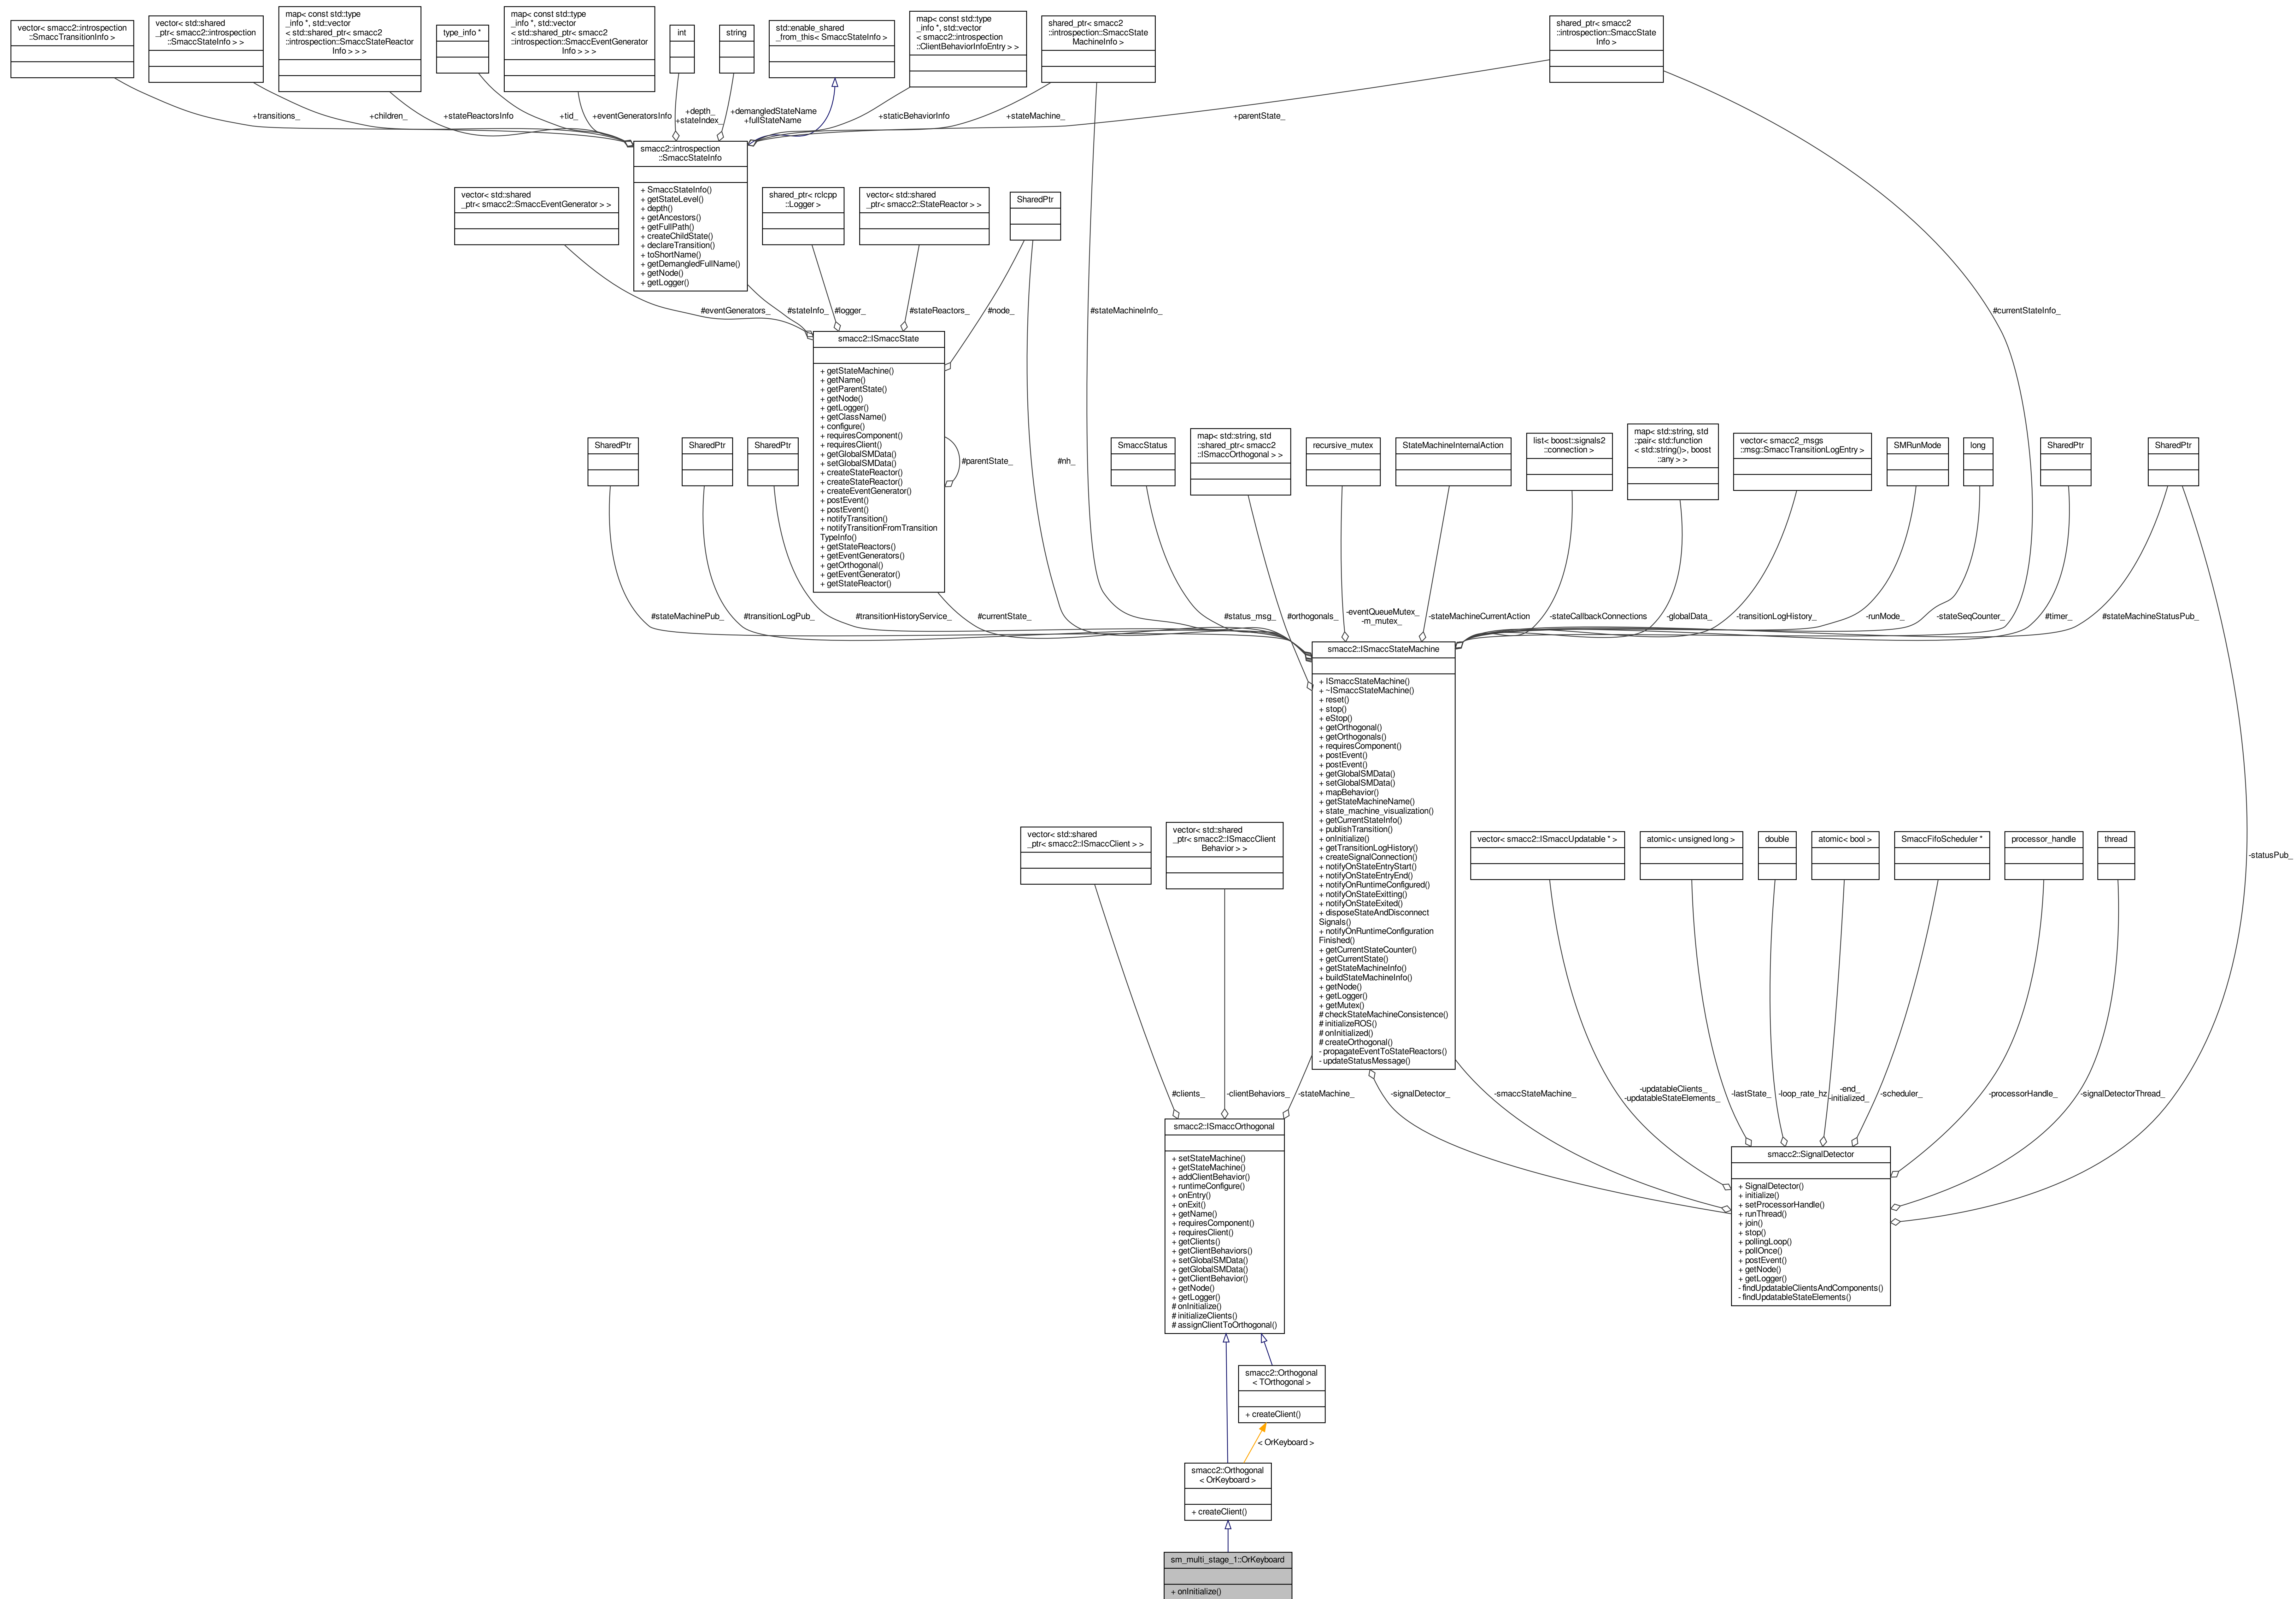 vector< smacc2::introspection
::SmaccTransitionInfo >
vector< std::shared
_ptr< smacc2::introspection
::SmaccStateInfo > >
map< const std::type
_info *, std::vector
< std::shared_ptr< smacc2
::introspection::SmaccStateReactor
Info > > >
type_info *
map< const std::type
_info *, std::vector
< std::shared_ptr< smacc2
::introspection::SmaccEventGenerator
Info > > >
int
string
std::enable_shared
_from_this< SmaccStateInfo >
map< const std::type
_info *, std::vector
< smacc2::introspection
::ClientBehaviorInfoEntry > >
shared_ptr< smacc2
::introspection::SmaccState
MachineInfo >
shared_ptr< smacc2
::introspection::SmaccState
Info >
+transitions_
+children_
+stateReactorsInfo
+tid_
+eventGeneratorsInfo
+depth_
+stateIndex_
+demangledStateName
+fullStateName
+staticBehaviorInfo
+stateMachine_
+parentState_
smacc2::introspection
::SmaccStateInfo
+ SmaccStateInfo()
+ getStateLevel()
+ depth()
+ getAncestors()
+ getFullPath()
+ createChildState()
+ declareTransition()
+ toShortName()
+ getDemangledFullName()
+ getNode()
+ getLogger()
vector< std::shared
_ptr< smacc2::SmaccEventGenerator > >
shared_ptr< rclcpp
::Logger >
vector< std::shared
_ptr< smacc2::StateReactor > >
SharedPtr
#eventGenerators_
#stateInfo_
#logger_
#stateReactors_
#node_
#stateMachineInfo_
#currentStateInfo_
smacc2::ISmaccState
+ getStateMachine()
+ getName()
+ getParentState()
+ getNode()
+ getLogger()
+ getClassName()
+ configure()
+ requiresComponent()
+ requiresClient()
+ getGlobalSMData()
+ setGlobalSMData()
+ createStateReactor()
+ createStateReactor()
+ createEventGenerator()
+ postEvent()
+ postEvent()
+ notifyTransition()
+ notifyTransitionFromTransition
TypeInfo()
+ getStateReactors()
+ getEventGenerators()
+ getOrthogonal()
+ getEventGenerator()
+ getStateReactor()
#parentState_
#nh_
SharedPtr
SharedPtr
SharedPtr
SmaccStatus
map< std::string, std
::shared_ptr< smacc2
::ISmaccOrthogonal > >
recursive_mutex
StateMachineInternalAction
list< boost::signals2
::connection >
map< std::string, std
::pair< std::function
< std::string()>, boost
::any > >
vector< smacc2_msgs
::msg::SmaccTransitionLogEntry >
SMRunMode
long
SharedPtr
SharedPtr
#stateMachinePub_
#transitionLogPub_
#transitionHistoryService_
#currentState_
#status_msg_
#orthogonals_
-eventQueueMutex_
-m_mutex_
-stateMachineCurrentAction
-stateCallbackConnections
-globalData_
-transitionLogHistory_
-runMode_
-stateSeqCounter_
#timer_
#stateMachineStatusPub_
smacc2::ISmaccStateMachine
+ ISmaccStateMachine()
+ ~ISmaccStateMachine()
+ reset()
+ stop()
+ eStop()
+ getOrthogonal()
+ getOrthogonals()
+ requiresComponent()
+ postEvent()
+ postEvent()
+ getGlobalSMData()
+ setGlobalSMData()
+ mapBehavior()
+ getStateMachineName()
+ state_machine_visualization()
+ getCurrentStateInfo()
+ publishTransition()
+ onInitialize()
+ getTransitionLogHistory()
+ createSignalConnection()
+ notifyOnStateEntryStart()
+ notifyOnStateEntryEnd()
+ notifyOnRuntimeConfigured()
+ notifyOnStateExitting()
+ notifyOnStateExited()
+ disposeStateAndDisconnect
Signals()
+ notifyOnRuntimeConfiguration
Finished()
+ getCurrentStateCounter()
+ getCurrentState()
+ getStateMachineInfo()
+ buildStateMachineInfo()
+ getNode()
+ getLogger()
+ getMutex()
# checkStateMachineConsistence()
# initializeROS()
# onInitialized()
# createOrthogonal()
- propagateEventToStateReactors()
- updateStatusMessage()
vector< std::shared
_ptr< smacc2::ISmaccClient > >
vector< std::shared
_ptr< smacc2::ISmaccClient
Behavior > >
vector< smacc2::ISmaccUpdatable * >
atomic< unsigned long >
double
atomic< bool >
SmaccFifoScheduler *
processor_handle
thread
-statusPub_
#clients_
-clientBehaviors_
-stateMachine_
-signalDetector_
-smaccStateMachine_
-updatableClients_
-updatableStateElements_
-lastState_
-loop_rate_hz
-end_
-initialized_
-scheduler_
-processorHandle_
-signalDetectorThread_
smacc2::ISmaccOrthogonal
+ setStateMachine()
+ getStateMachine()
+ addClientBehavior()
+ runtimeConfigure()
+ onEntry()
+ onExit()
+ getName()
+ requiresComponent()
+ requiresClient()
+ getClients()
+ getClientBehaviors()
+ setGlobalSMData()
+ getGlobalSMData()
+ getClientBehavior()
+ getNode()
+ getLogger()
# onInitialize()
# initializeClients()
# assignClientToOrthogonal()
smacc2::SignalDetector
+ SignalDetector()
+ initialize()
+ setProcessorHandle()
+ runThread()
+ join()
+ stop()
+ pollingLoop()
+ pollOnce()
+ postEvent()
+ getNode()
+ getLogger()
- findUpdatableClientsAndComponents()
- findUpdatableStateElements()
smacc2::Orthogonal
< TOrthogonal >
+ createClient()
< OrKeyboard >
smacc2::Orthogonal
< OrKeyboard >
+ createClient()
sm_multi_stage_1::OrKeyboard
+ onInitialize()